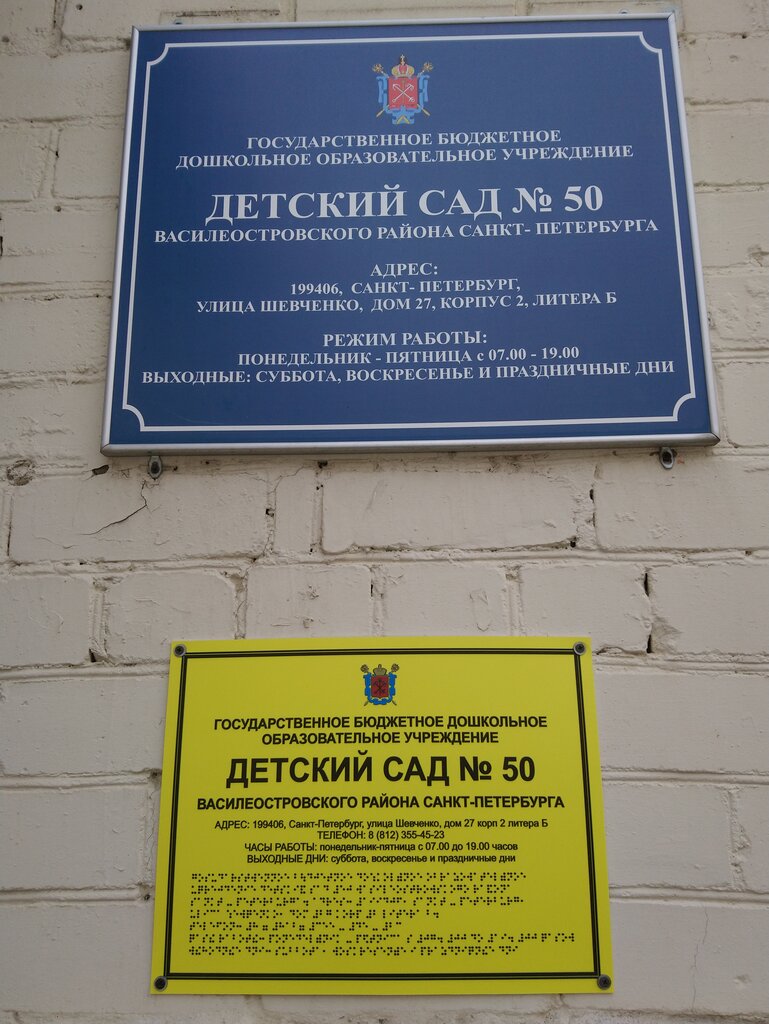 ГОСУДАРСТВЕННОЕ БЮДЖЕТНОЕ
ДОШКОЛЬНОЕ ОБРАЗОВАТЕЛЬНОЕ УЧРЕЖДЕНИЕ
ДЕТСКИЙ САД № 50
ВАСИЛЕОСТРОВСКОГО РАЙОНА САНКТ- ПЕТЕРБУРГА
АДРЕС:
199406, САНКТ- ПЕТЕРБУРГ,
УЛИЦА ШЕВЧЕНКО, ДОМ 27, КОРПУС 2, ЛИТЕРА Б
РЕЖИМ РАБОТЫ:
ПОНЕДЕЛЬНИК - ПЯТНИЦА с 07.00 - 19.00
ВЫХОДНЫЕ: СУББОТА, ВОСКРЕСЕНЬЕ И ПРАЗДНИЧНЫЕ ДНИ
ГОСУДАРСТВЕННОЕ БЮДЖЕТНОЕ ДОШКОЛЬНОЕ
ОБРАЗОВАТЕЛЬНОЕ УЧРЕЖДЕНИЕ
ДЕТСКИЙ САД № 50
ВАСИЛЕОСТРОВСКОГО РАЙОНА САНКТ-ПЕТЕРБУРГА
АДРЕС: 199406, Санкт-Петербург, улица Шевченко, дом 27 корп 2 литера Б
ТЕЛЕФОН: 8 (812) 355-45-23
ЧАСЫ РАБОТЫ: понедельник-пятница с 07.00 до 19.00 часов
ВЫХОДНЫЕ ДНИ: суббота, воскресенье и праздничные дни